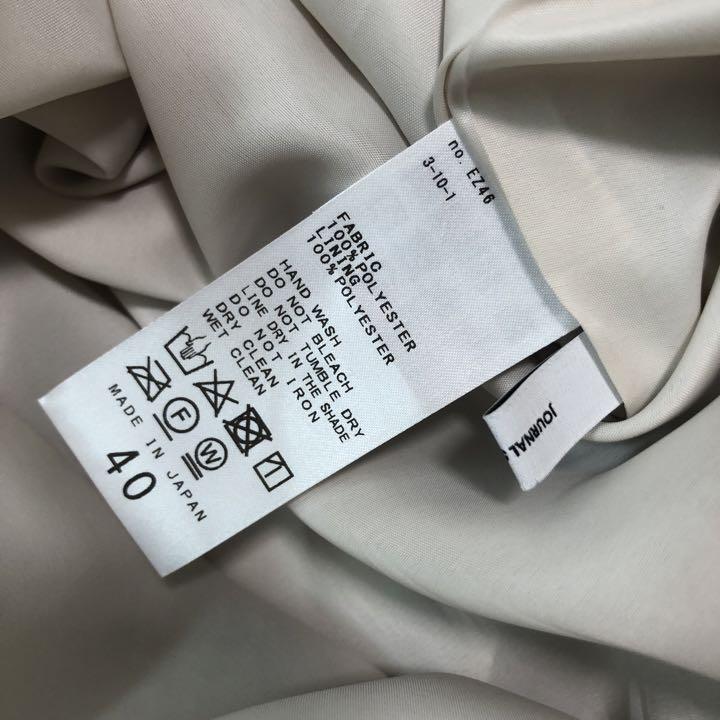 no. EZ46
3-10-1
FABRIC
100%POLYESTER
LINING
100%POLYESTER
HAND WASH
DO NOT BLEACH
DO NOT TUMBLE DRY
LINE DRY IN THE SHADE
DO NOT IRON
DRY CLEAN
WET CLEAN
F
W
MADE IN JAPAN
40
JOURNAL